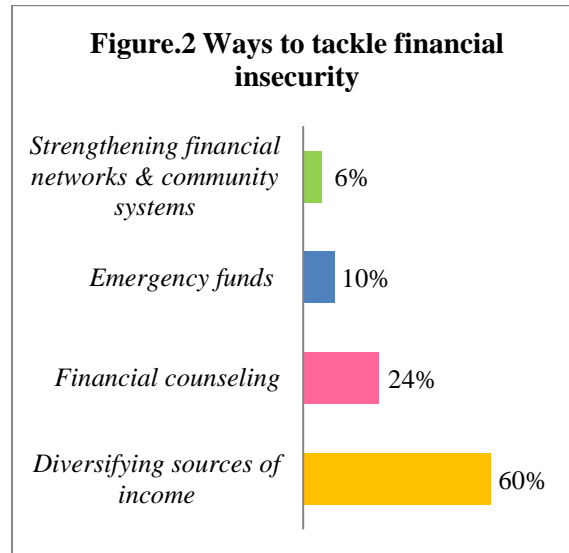 Figure.2 Ways to tackle financial
insecurity
Strengthening financial
networks & community
systems
6%
Emergency funds
10%
Financial counseling
24%
Diversifying sources of
income
60%